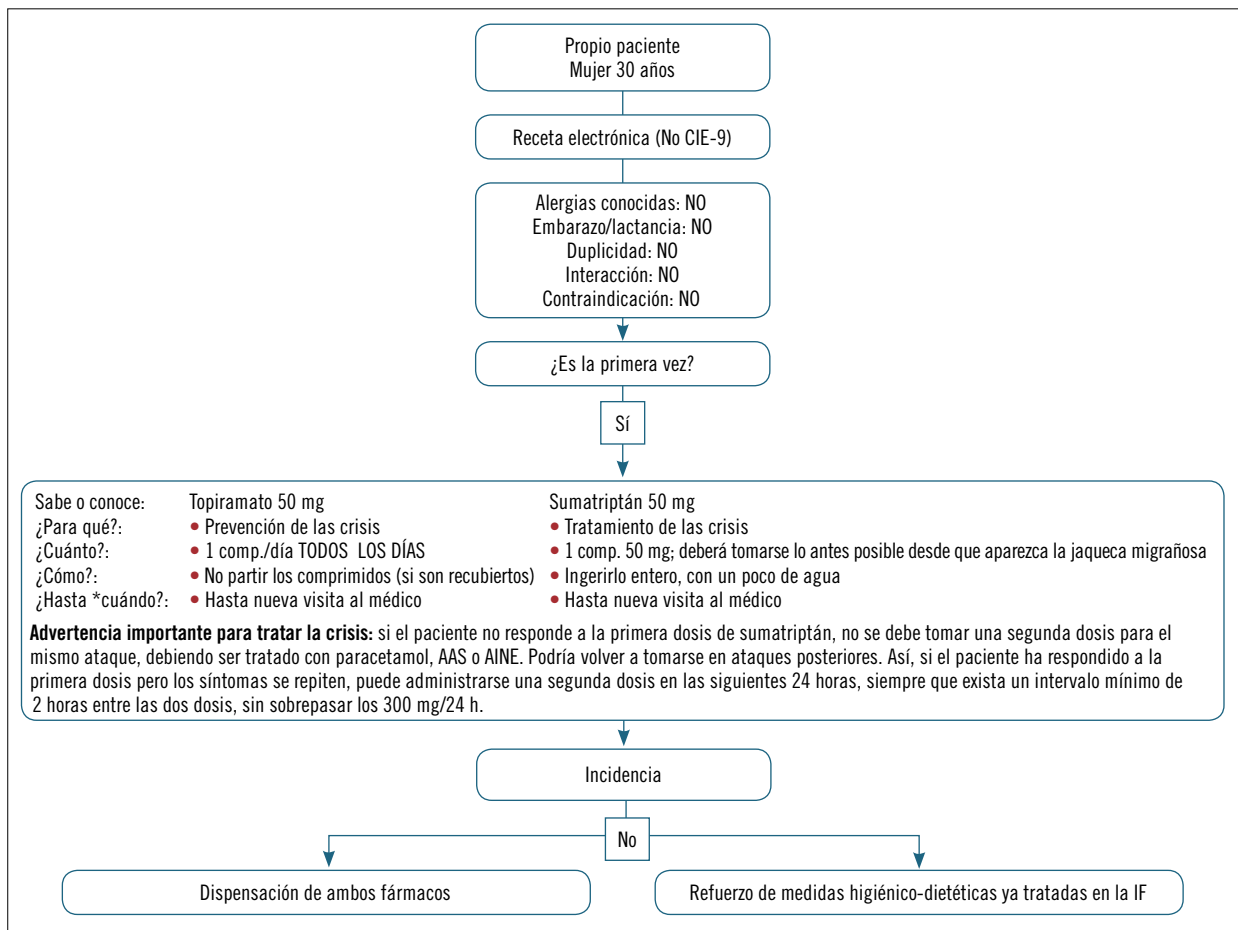 Propio paciente
Mujer 30 años
Receta electrónica (No CIE-9)
Alergias conocidas: NO
Embarazo/lactancia: NO
Duplicidad: NO
Interacción: NO
Contraindicación: NO
¿Es la primera vez?
Sí
Sabe o conoce: Topiramato 50 mg Sumatriptán 50 mg
¿Para qué?: • Prevención de las crisis • Tratamiento de las crisis
¿Cuánto?: • 1 comp./día TODOS LOS DÍAS • 1 comp. 50 mg; deberá tomarse lo antes posible desde que aparezca la jaqueca migrañosa
¿Cómo?: • No partir los comprimidos (si son recubiertos) • Ingerirlo entero, con un poco de agua
¿Hasta *cuándo?: • Hasta nueva visita al médico • Hasta nueva visita al médico
Advertencia importante para tratar la crisis: si el paciente no responde a la primera dosis de sumatriptán, no se debe tomar una segunda dosis para el
mismo ataque, debiendo ser tratado con paracetamol, AAS o AINE. Podría volver a tomarse en ataques posteriores. Así, si el paciente ha respondido a la
primera dosis pero los síntomas se repiten, puede administrarse una segunda dosis en las siguientes 24 horas, siempre que exista un intervalo mínimo de
2 horas entre las dos dosis, sin sobrepasar los 300 mg/24 h.
Incidencia
No
Dispensación de ambos fármacos
Refuerzo de medidas higiénico-dietéticas ya tratadas en la IF